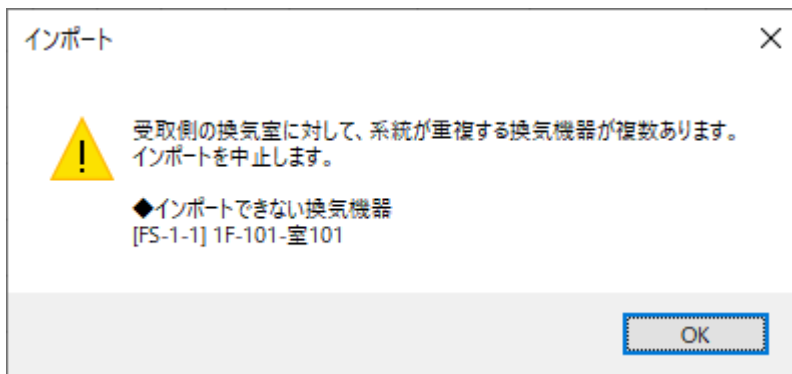 インポート
受取側の換気室に対して、系統が重複する換気機器が複数あります。
インポートを中止します。
◆インポートできない換気機器
[FS-1-1] 1F-101-室101
OK